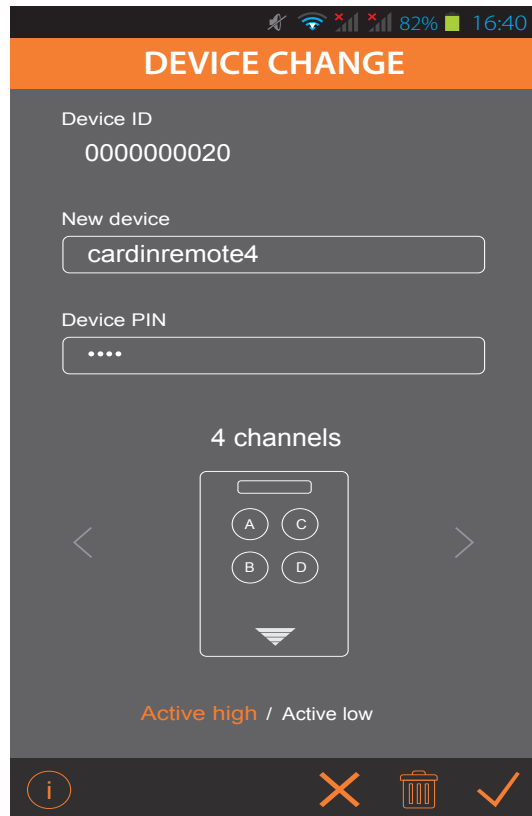 82% 16:40
DEVICE CHANGE
Device ID
0000000020
New device
cardinremote4
Device PIN
••••
4 channels
A C
B D
Active high / Active low
i